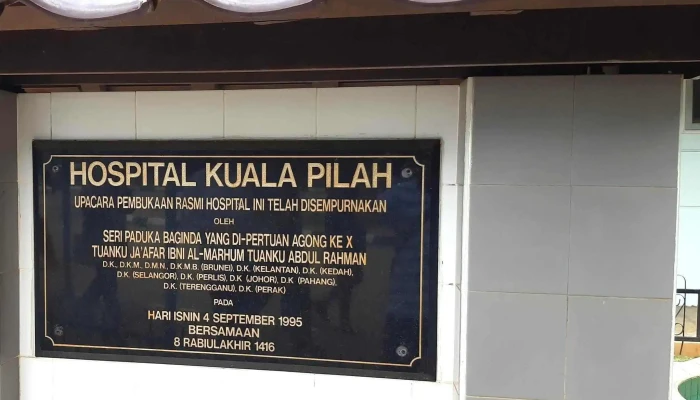 HOSPITAL KUALA PILAH
UPACARA PEMBUKAAN RASMI HOSPITAL INI TELAH DISEMPURNAKAN
OLEH
SERI PADUKA BAGINDA YANG DI-PERTUAN AGONG KE X
TUANKU JA'AFAR IBNI AL-MARHUM TUANKU ABDUL RAHMAN
D.K., D.K.M., D.M.N., D.K.M.B. (BRUNEI), D.K. (KELANTAN), D.K. (KEDAH),
D.K. (SELANGOR), D.K. (PERLIS), D.K. (JOHOR), D.K. (PAHANG),
D.K. (TERENGGANU), D.K. (PERAK)
PADA
HARI ISNIN 4 SEPTEMBER 1995
BERSAMAAN
8 RABIULAKHIR 1416